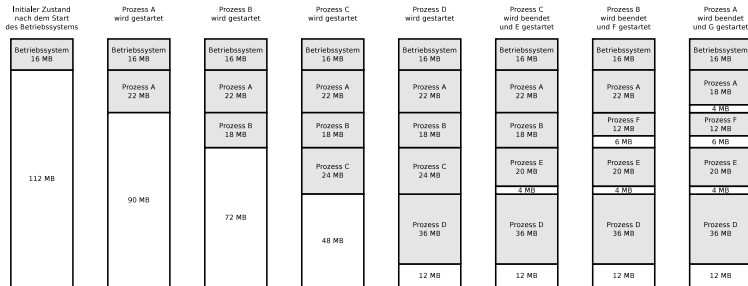 Initialer Zustand
nach dem Start
des Betriebssystems
Betriebssystem
16 MB
112 MB
Prozess A
wird gestartet
Betriebssystem
16 MB
Prozess A
22 MB
90 MB
Prozess B
wird gestartet
Betriebssystem
16 MB
Prozess A
22 MB
Prozess B
18 MB
72 MB
Prozess C
wird gestartet
Betriebssystem
16 MB
Prozess A
22 MB
Prozess B
18 MB
Prozess C
24 MB
48 MB
Prozess D
wird gestartet
Betriebssystem
16 MB
Prozess A
22 MB
Prozess B
18 MB
Prozess C
24 MB
Prozess D
36 MB
12 MB
Prozess C
wird beendet
und E gestartet
Betriebssystem
16 MB
Prozess A
22 MB
Prozess B
18 MB
Prozess E
20 MB
4 MB
Prozess D
36 MB
12 MB
Prozess B
wird beendet
und F gestartet
Betriebssystem
16 MB
Prozess A
22 MB
Prozess F
12 MB
6 MB
Prozess E
20 MB
4 MB
Prozess D
36 MB
12 MB
Prozess A
wird beendet
und G gestartet
Betriebssystem
16 MB
Prozess A
18 MB
4 MB
Prozess F
12 MB
6 MB
Prozess E
20 MB
4 MB
Prozess D
36 MB
12 MB